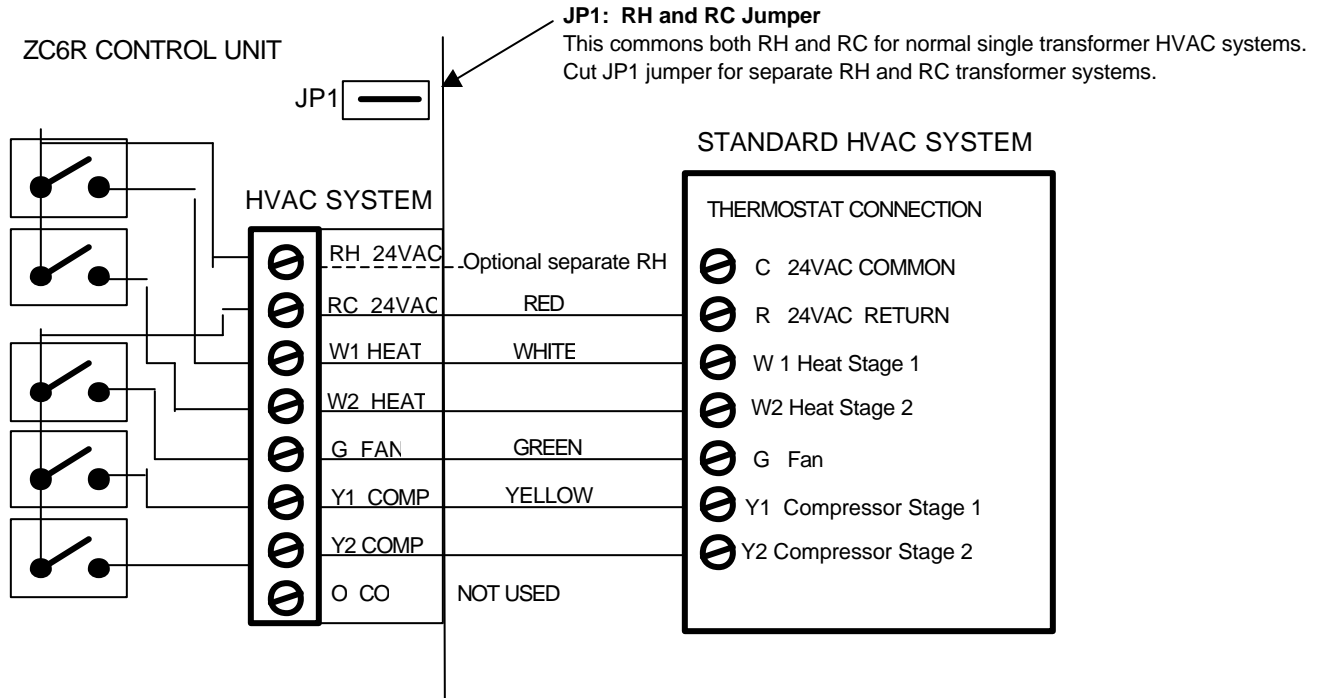 JP1: RH and RC Jumper
This commons both RH and RC for normal single transformer HVAC systems.
Cut JP1 jumper for separate RH and RC transformer systems.
ZC6R CONTROL UNIT
JP1
STANDARD HVAC SYSTEM
HVAC SYSTEM
THERMOSTAT CONNECTION
RH 24VAC
Optional separate RH
C 24VAC COMMON
RC 24VAC
RED
R 24VAC RETURN
W1 HEAT
WHITE
W 1 Heat Stage 1
W2 HEAT
W2 Heat Stage 2
G FAN
GREEN
G Fan
Y1 COMP
YELLOW
Y1 Compressor Stage 1
Y2 COMP
Y2 Compressor Stage 2
O CO
NOT USED